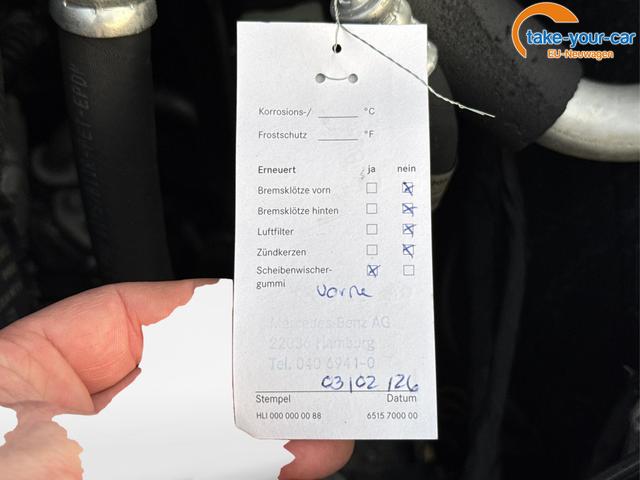 take-your-car
EU-Neuwagen
Korrosions-/ °C
Frostschutz °F
Erneuert ja nein
Bremsklötze vorn
Bremsklötze hinten
Luftfilter
Zündkerzen
Scheibenwischer-
gummi
vorne
Mercedes-Benz AG
22036 Hamburg
Tel. 040 6941-0
03/02/26
Stempel Datum
HLI 000 000 00 88 6515 7000 00